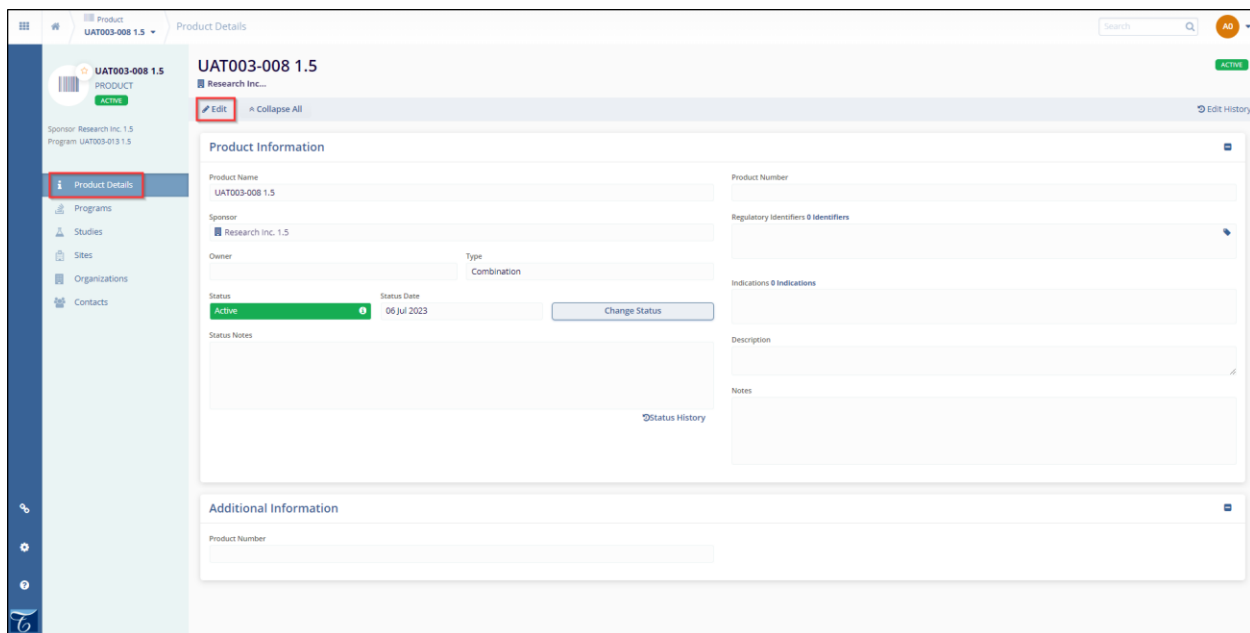 Product
UAT003-008 1.5
Product Details
Search
AO
UAT003-008 1.5
PRODUCT
ACTIVE
Sponsor Research Inc. 1.5
Program UAT003-013 1.5
Product Details
Programs
Studies
Sites
Organizations
Contacts
UAT003-008 1.5
Research Inc...
ACTIVE
Edit
Collapse All
Edit History
Product Information
Product Name
UAT003-008 1.5
Sponsor
Research Inc. 1.5
Owner
Type
Combination
Status
Active
Status Date
06 Jul 2023
Change Status
Status Notes
Status History
Product Number
Regulatory Identifiers 0 Identifiers
Indications 0 Indications
Description
Notes
Additional Information
Product Number